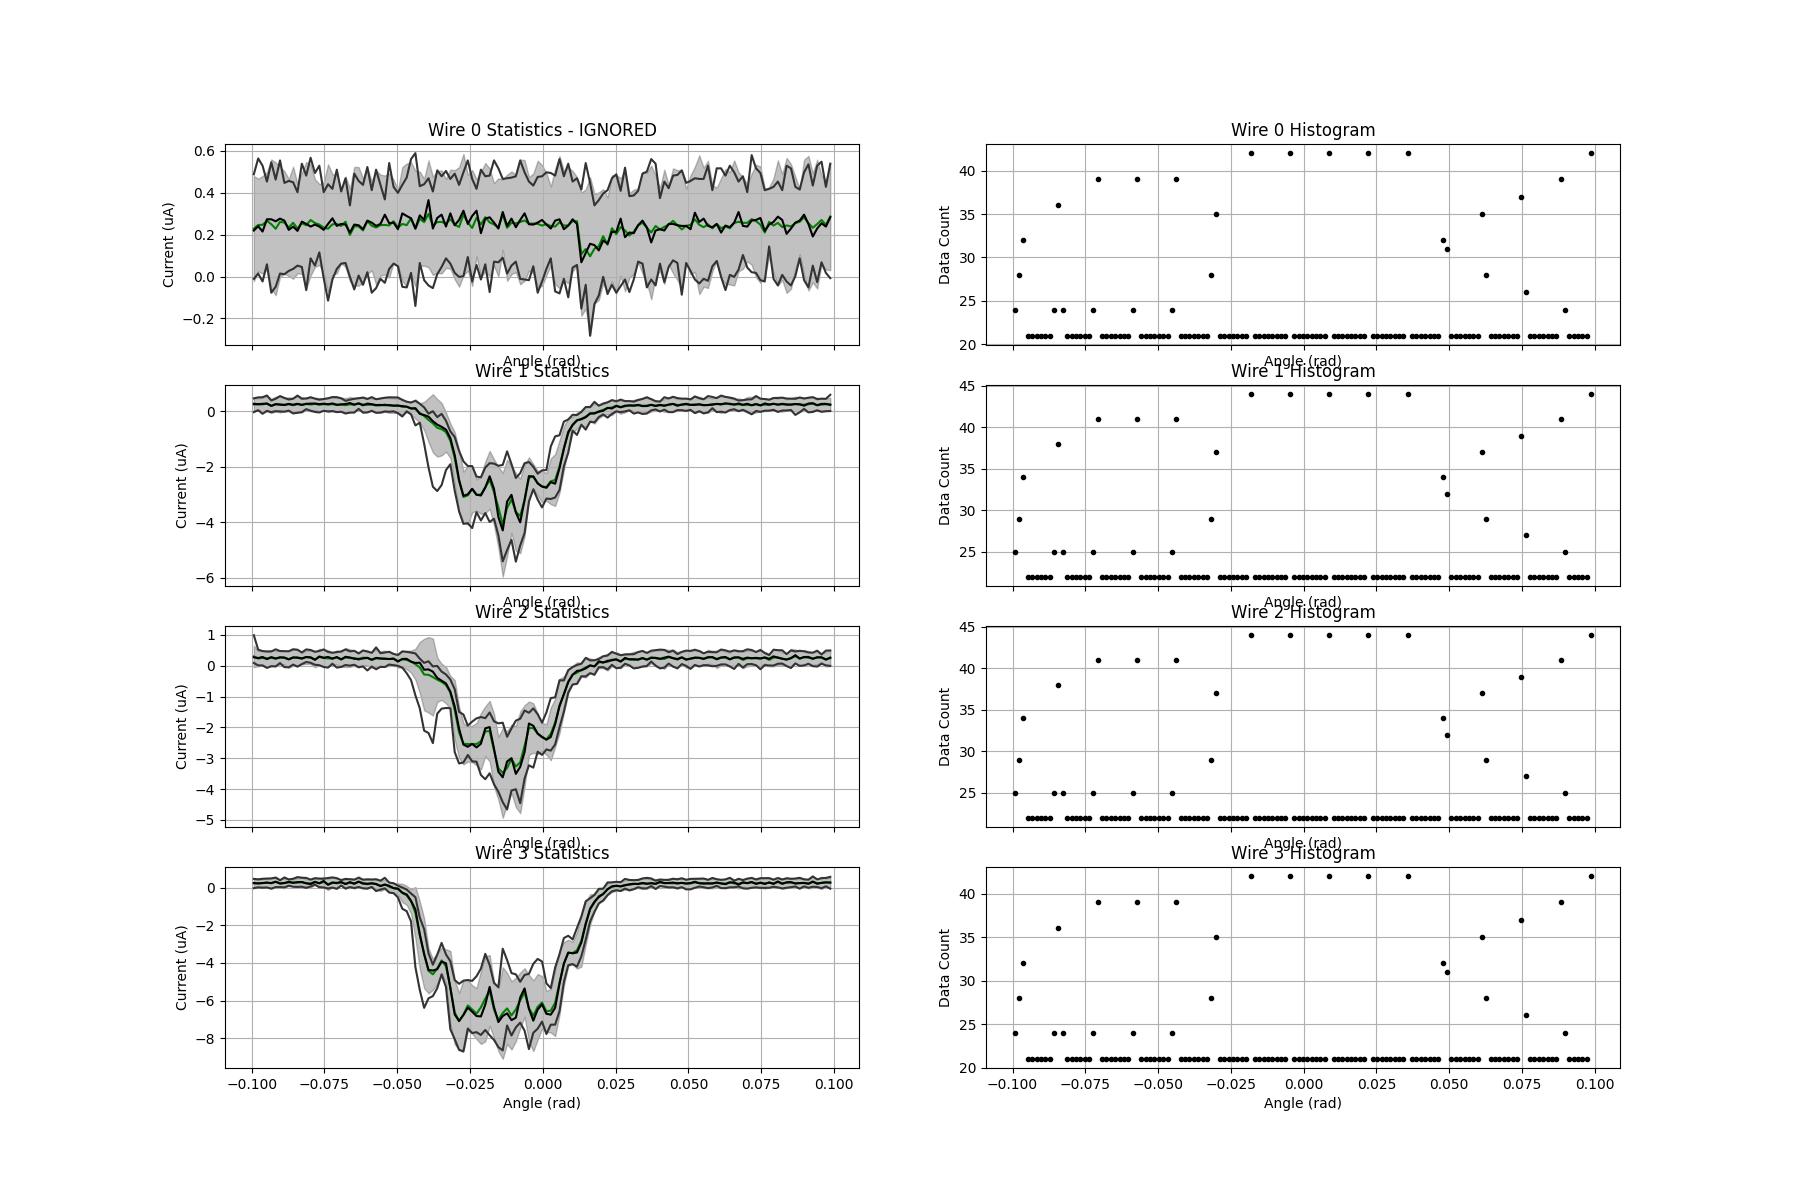 Wire 0 Statistics - IGNORED
Current (uA)
0.6
0.4
0.2
0.0
−0.2
Angle (rad)
Wire 0 Histogram
Data Count
40
35
30
25
20
Angle (rad)
Wire 1 Statistics
Current (uA)
0
−2
−4
−6
Angle (rad)
Wire 1 Histogram
Data Count
45
40
35
30
25
Angle (rad)
Wire 2 Statistics
Current (uA)
1
0
−1
−2
−3
−4
−5
Angle (rad)
Wire 2 Histogram
Data Count
45
40
35
30
25
Angle (rad)
Wire 3 Statistics
Current (uA)
0
−2
−4
−6
−8
−0.100 −0.075 −0.050 −0.025 0.000 0.025 0.050 0.075 0.100
Angle (rad)
Wire 3 Histogram
Data Count
40
35
30
25
20
−0.100 −0.075 −0.050 −0.025 0.000 0.025 0.050 0.075 0.100
Angle (rad)